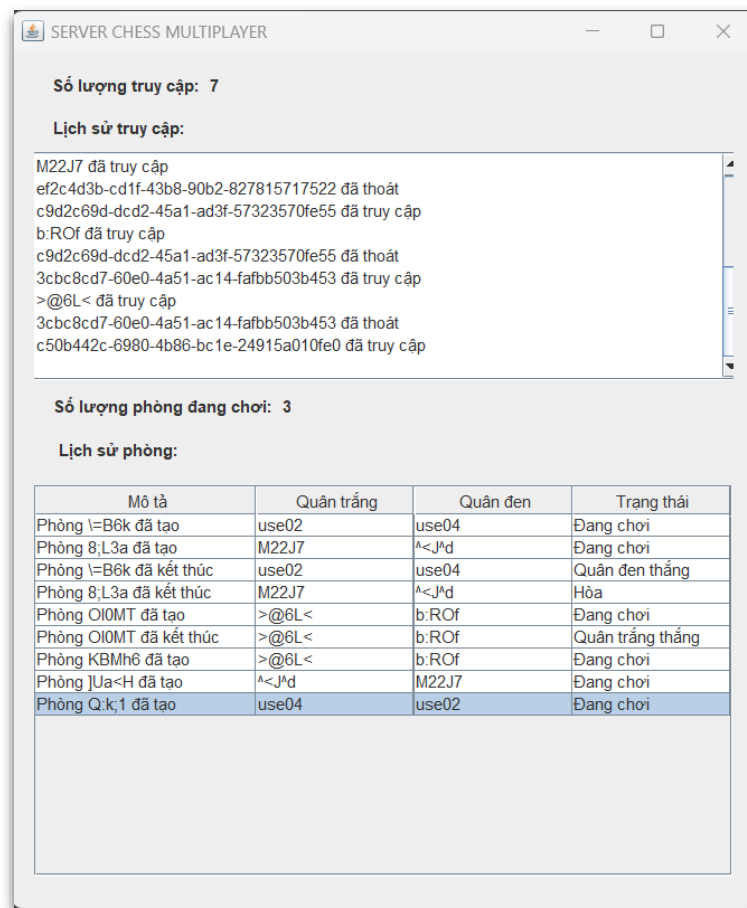 SERVER CHESS MULTIPLAYER
Số lượng truy cập: 7
Lịch sử truy cập:
M22J7 đã truy cập
ef2c4d3b-cd1f-43b8-90b2-827815717522 đã thoát
c9d2c69d-dcd2-45a1-ad3f-57323570fe55 đã truy cập
b:ROf đã truy cập
c9d2c69d-dcd2-45a1-ad3f-57323570fe55 đã thoát
3cbc8cd7-60e0-4a51-ac14-fafbb503b453 đã truy cập
>@6L< đã truy cập
3cbc8cd7-60e0-4a51-ac14-fafbb503b453 đã thoát
c50b442c-6980-4b86-bc1e-24915a010fe0 đã truy cập
Số lượng phòng đang chơi: 3
Lịch sử phòng:
Mô tả Quân trắng Quân đen Trạng thái
Phòng \=B6k đã tạo use02 use04 Đang chơi
Phòng 8;L3a đã tạo M22J7 ^<J^d Đang chơi
Phòng \=B6k đã kết thúc use02 use04 Quân đen thắng
Phòng 8;L3a đã kết thúc M22J7 ^<J^d Hòa
Phòng OI0MT đã tạo >@6L< b:ROf Đang chơi
Phòng OI0MT đã kết thúc >@6L< b:ROf Quân trắng thắng
Phòng KBMh6 đã tạo >@6L< b:ROf Đang chơi
Phòng ]Ua<H đã tạo ^<J^d M22J7 Đang chơi
Phòng Q:k;1 đã tạo use04 use02 Đang chơi